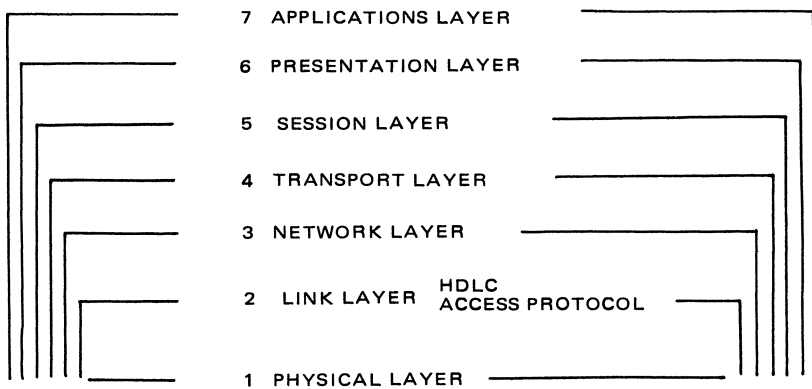 7 APPLICATIONS LAYER
6 PRESENTATION LAYER
5 SESSION LAYER
4 TRANSPORT LAYER
3 NETWORK LAYER
2 LINK LAYER HDLC
ACCESS PROTOCOL
1 PHYSICAL LAYER